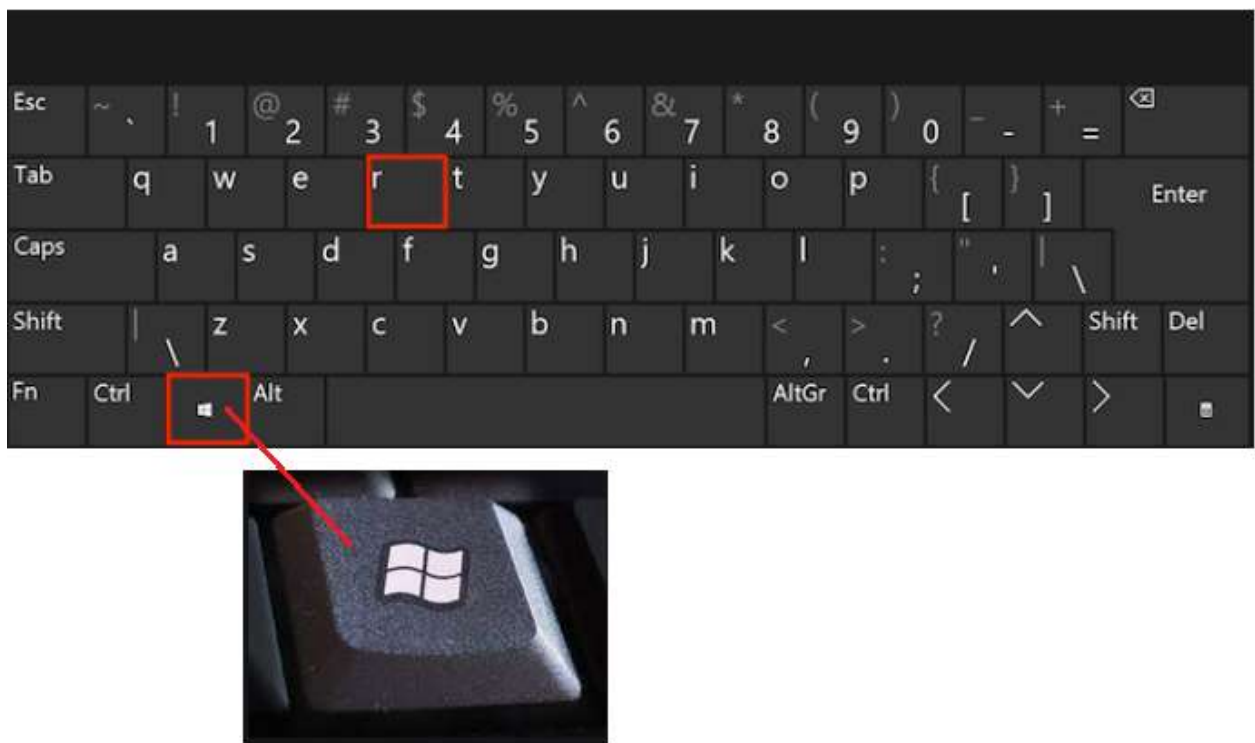 Esc ~ ` ! 1 @ 2 # 3 $ 4 % 5 ^ 6 & 7 * 8 ( 9 ) 0 _ - + =
Tab q w e r t y u i o p { [ } ] Enter
Caps a s d f g h j k l : ; " ' | \
Shift | \ z x c v b n m < , > . ? / Shift Del
Fn Ctrl Alt AltGr Ctrl